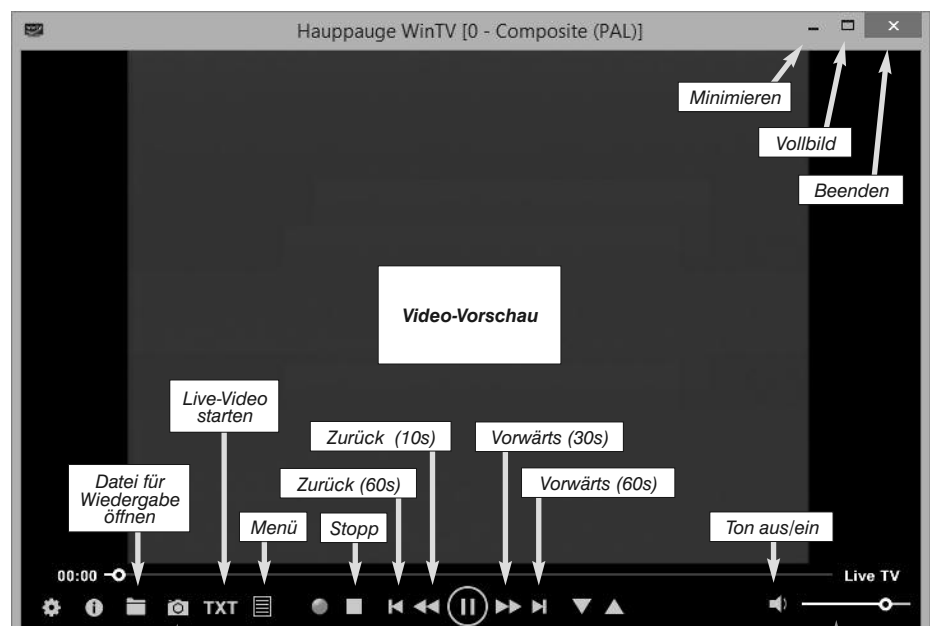 Hauppauge WinTV [0 - Composite (PAL)]
Minimieren
Vollbild
Beenden
Video-Vorschau
Live-Video
starten
Zurück (10s)
Vorwärts (30s)
Datei für
Wiedergabe
öffnen
Zurück (60s)
Vorwärts (60s)
Menü
Stopp
Ton aus/ein
00:00
Live TV
TXT